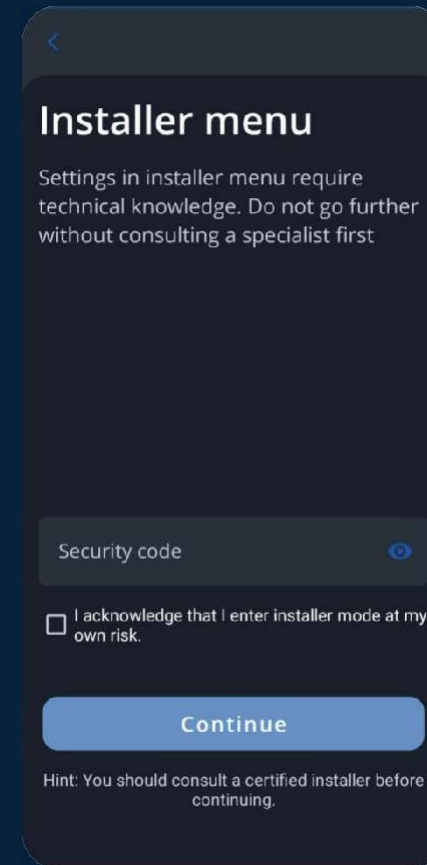 Installer menu
Settings in installer menu require
technical knowledge. Do not go further
without consulting a specialist first
Security code
I acknowledge that I enter installer mode at my
own risk.
Continue
Hint: You should consult a certified installer before
continuing.